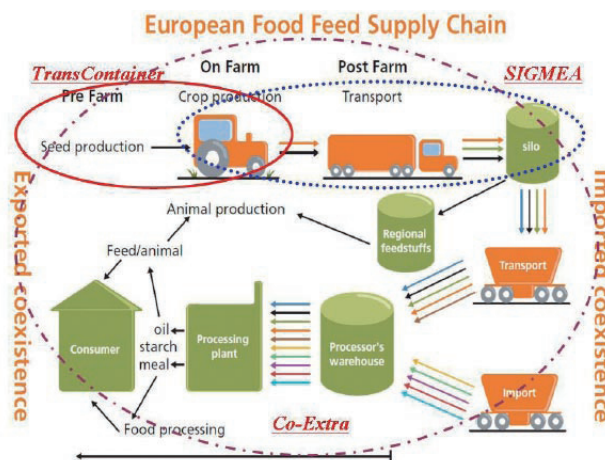 European Food Feed Supply Chain
TransContainer
On Farm
Post Farm
SIGMEA
Pre Farm
Crop production
Transport
Seed production
silo
Exported coexistence
Imported coexistence
Animal production
Regional
feedstuffs
Feed/animal
Transport
Consumer
oil
starch
meal
Processing
plant
Processor's
warehouse
Import
Food processing
Co-Extra